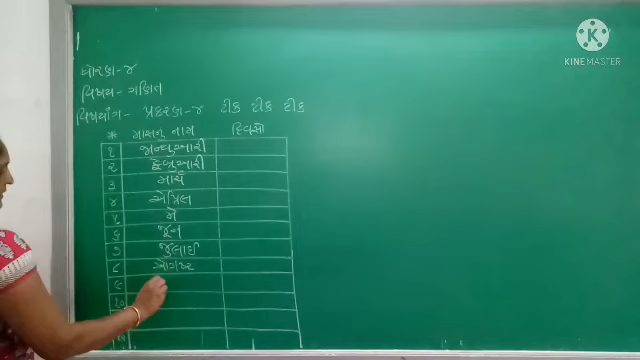 ધોરણ-૪
વિષય - ગણિત
વિષયાંગ - પ્રકરણ-૪ ટીક ટીક ટીક
* માસનું નામ દિવસો
૧ જાન્યુઆરી
૨ ફેબ્રુઆરી
૩ માર્ચ
૪ એપ્રિલ
૫ મે
૬ જૂન
૭ જુલાઈ
૮ ઓગષ્ટ
૯
૧૦
K
KINEMASTER